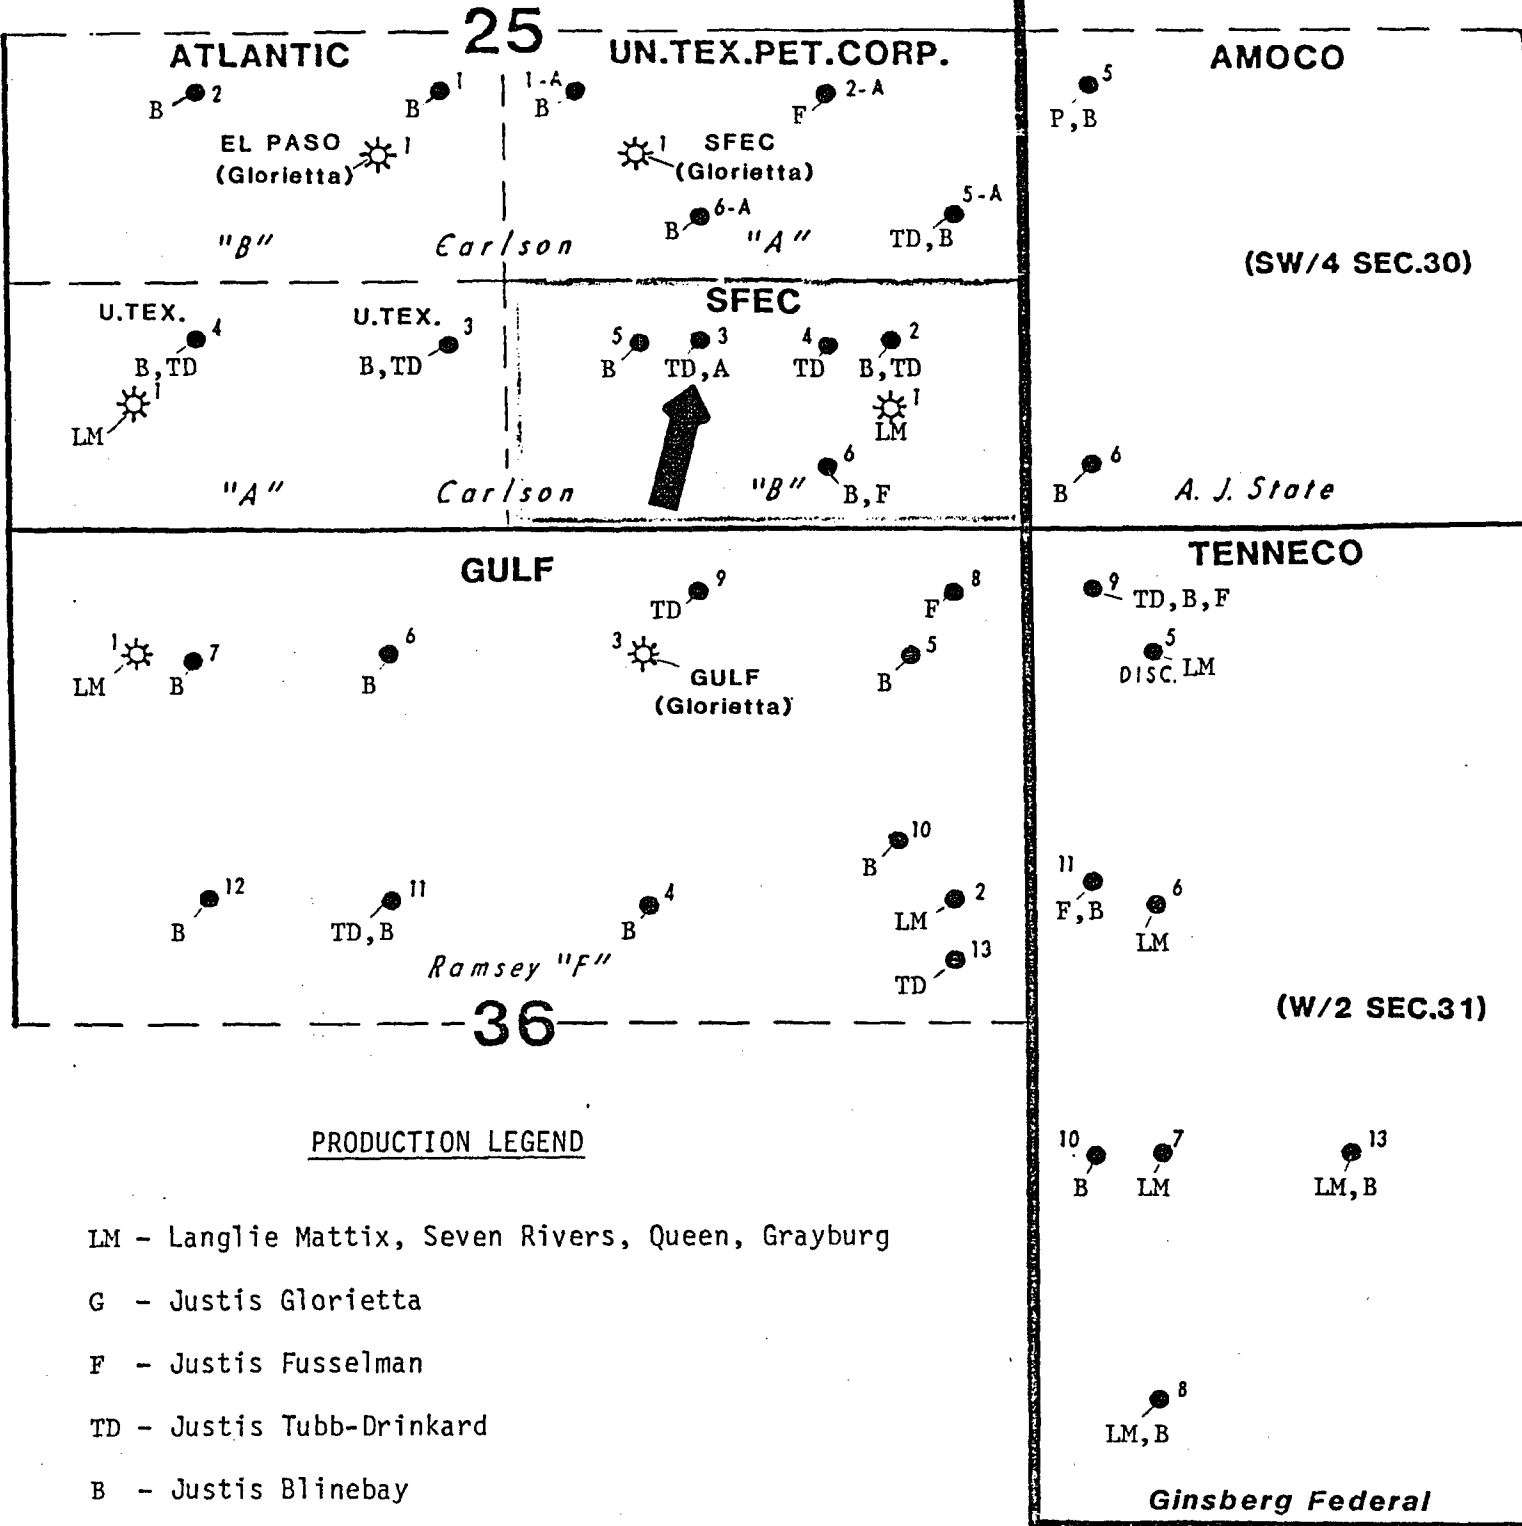 25
ATLANTIC
UN.TEX.PET.CORP.
AMOCO
2
B
1
B
1-A
B
2-A
F
5
P,B
EL PASO
(Glorietta)
1
1
SFEC
(Glorietta)
6-A
B
5-A
TD,B
"B"
Carlson
"A"
(SW/4 SEC.30)
U.TEX.
4
B,TD
U.TEX.
3
B,TD
SFEC
5
B
3
TD,A
4
TD
2
B,TD
1
LM
1
LM
6
B,F
"A"
Carlson
"B"
6
B
A. J. State
GULF
TENNECO
9
TD
8
F
9
TD,B,F
1
LM
7
B
6
B
3
GULF
(Glorietta)
5
B
5
DISC.
LM
10
B
12
B
11
TD,B
4
B
2
LM
13
TD
11
F,B
6
LM
Ramsey "F"
36
(W/2 SEC.31)
10
B
7
LM
13
LM,B
8
LM,B
Ginsberg Federal
PRODUCTION LEGEND
LM - Langlie Mattix, Seven Rivers, Queen, Grayburg
G - Justis Glorietta
F - Justis Fusselman
TD - Justis Tubb-Drinkard
B - Justis Blinebay